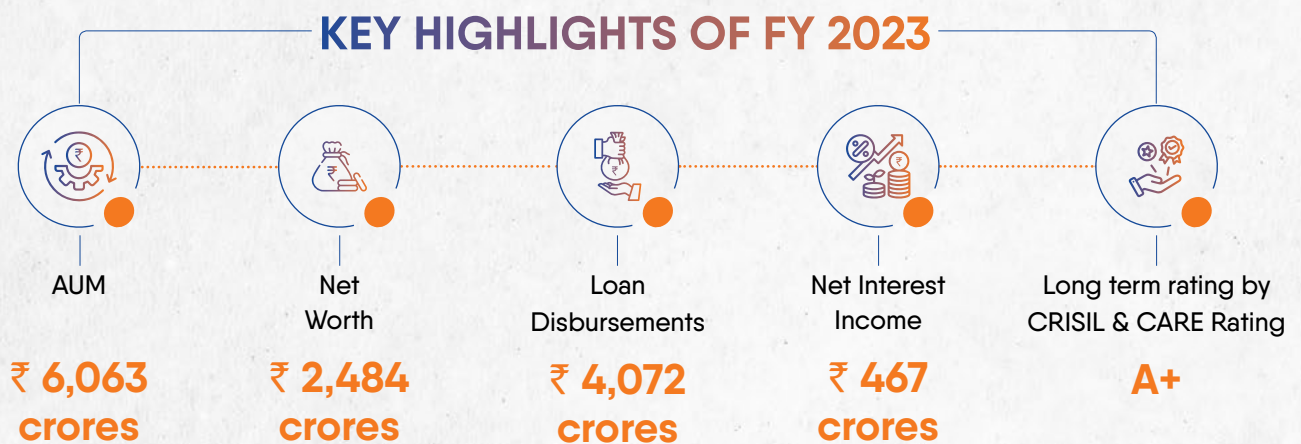 KEY HIGHLIGHTS OF FY 2023
AUM
₹ 6,063
crores
Net
Worth
₹ 2,484
crores
Loan
Disbursements
₹ 4,072
crores
Net Interest
Income
₹ 467
crores
Long term rating by
CRISIL & CARE Rating
A+